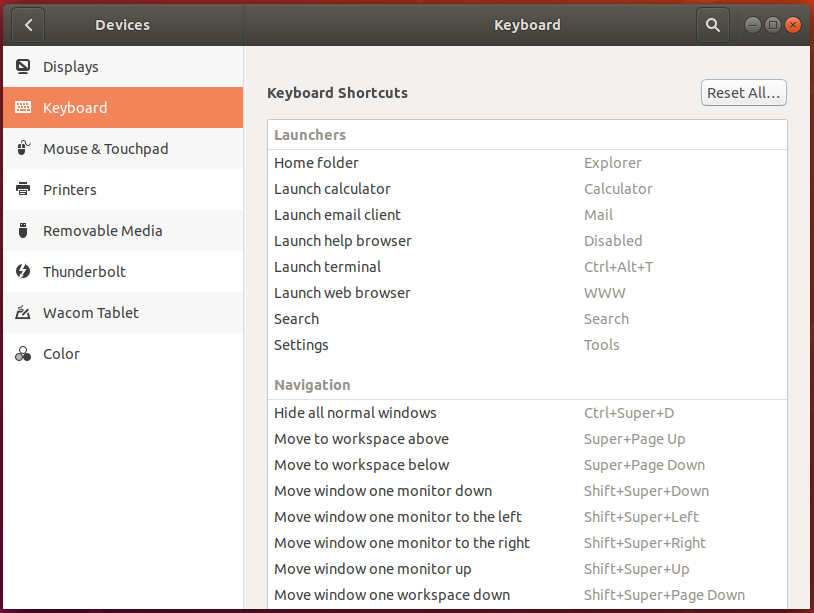 Devices Keyboard
Displays
Keyboard
Mouse & Touchpad
Printers
Removable Media
Thunderbolt
Wacom Tablet
Color
Keyboard Shortcuts Reset All...
Launchers
Home folder Explorer
Launch calculator Calculator
Launch email client Mail
Launch help browser Disabled
Launch terminal Ctrl+Alt+T
Launch web browser WWW
Search Search
Settings Tools
Navigation
Hide all normal windows Ctrl+Super+D
Move to workspace above Super+Page Up
Move to workspace below Super+Page Down
Move window one monitor down Shift+Super+Down
Move window one monitor to the left Shift+Super+Left
Move window one monitor to the right Shift+Super+Right
Move window one monitor up Shift+Super+Up
Move window one workspace down Shift+Super+Page Down